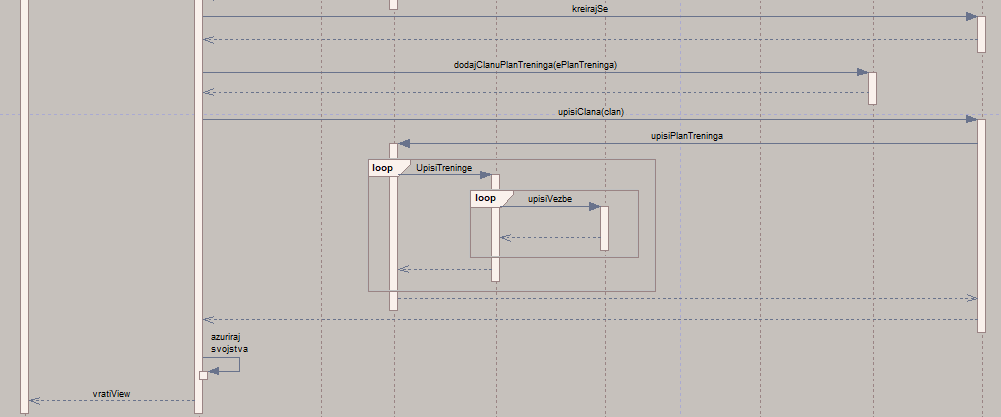 kreirajSe
dodajClanuPlanTreninga(ePlanTreninga)
upisiClana(clan)
upisiPlanTreninga
loop
UpisiTreninge
loop
upisiVezbe
azuriraj
svojstva
vratiView